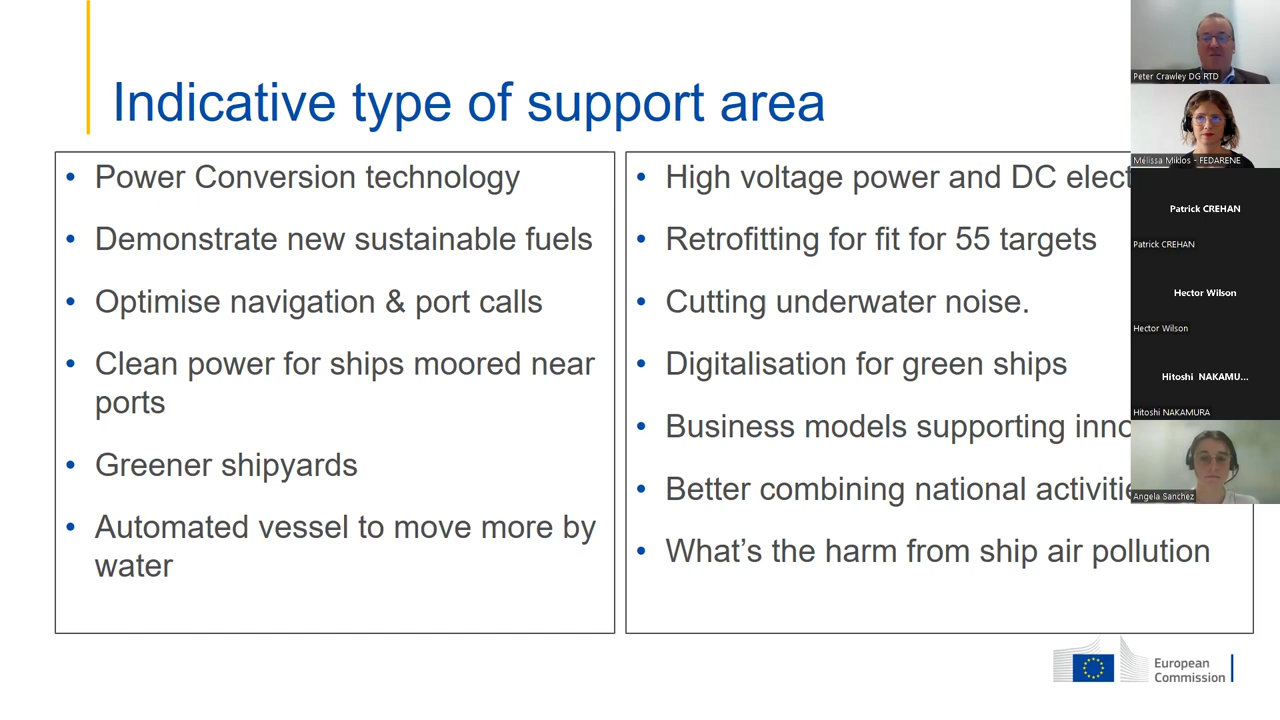 Indicative type of support area
• Power Conversion technology
• Demonstrate new sustainable fuels
• Optimise navigation & port calls
• Clean power for ships moored near
ports
• Greener shipyards
• Automated vessel to move more by
water
• High voltage power and DC
• Retrofitting for fit for 55 targets
• Cutting underwater noise.
• Digitalisation for green ships
• Business models supporting
• Better combining national
• What's the harm from ship air pollution
European
Commission
Peter Crawley DG RTD
Mélissa Miklos - FEDARENE
Patrick CREHAN
Patrick CREHAN
Hector Wilson
Hector Wilson
Hitoshi NAKAMU...
Hitoshi NAKAMURA
Angela Sanchez